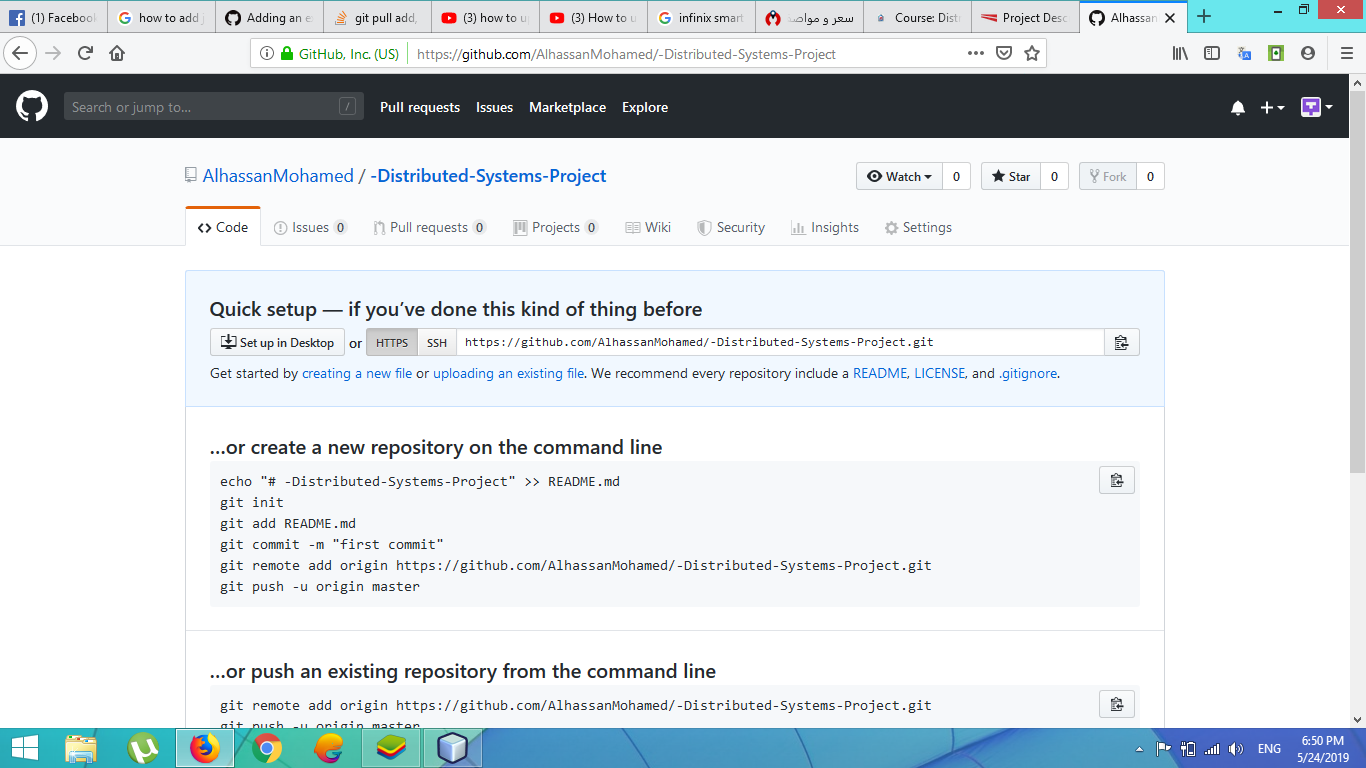 (1) Facebook
how to add j
Adding an ex
git pull add,
(3) how to up
(3) How to u
infinix smart
سعر و مواصف
Course: Distr
Project Desc
Alhassan
GitHub, Inc. (US)
https://github.com/AlhassanMohamed/-Distributed-Systems-Project
Search or jump to...
/
Pull requests
Issues
Marketplace
Explore
AlhassanMohamed / -Distributed-Systems-Project
Watch
0
Star
0
Fork
0
Code
Issues 0
Pull requests 0
Projects 0
Wiki
Security
Insights
Settings
Quick setup — if you’ve done this kind of thing before
Set up in Desktop
or
HTTPS
SSH
https://github.com/AlhassanMohamed/-Distributed-Systems-Project.git
Get started by creating a new file or uploading an existing file. We recommend every repository include a README, LICENSE, and .gitignore.
…or create a new repository on the command line
echo "# -Distributed-Systems-Project" >> README.md
git init
git add README.md
git commit -m "first commit"
git remote add origin https://github.com/AlhassanMohamed/-Distributed-Systems-Project.git
git push -u origin master
…or push an existing repository from the command line
git remote add origin https://github.com/AlhassanMohamed/-Distributed-Systems-Project.git
git push -u origin master
ENG
6:50 PM
5/24/2019